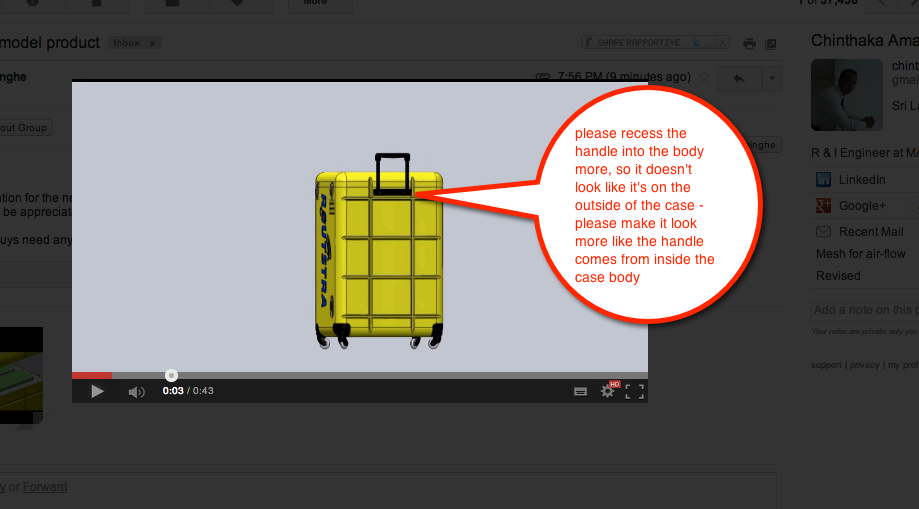 More
1 of 57,458
model product
Inbox x
SHARE RAPPORTIVE
Chinthaka Ama
nghe
7:56 PM (9 minutes ago)
chint
gmai
Sri La
out Group
inghe
please recess the
handle into the body
more, so it doesn't
look like it's on the
outside of the case -
please make it look
more like the handle
comes from inside the
case body
R & I Engineer at MA
LinkedIn
Google+
Recent Mail
Mesh for air-flow
Revised
ation for the ne
be appreciat
uys need any
Add a note on this p
Your notes are private: only you
support | privacy | my prof
0:03 / 0:43
HD
y or Forward